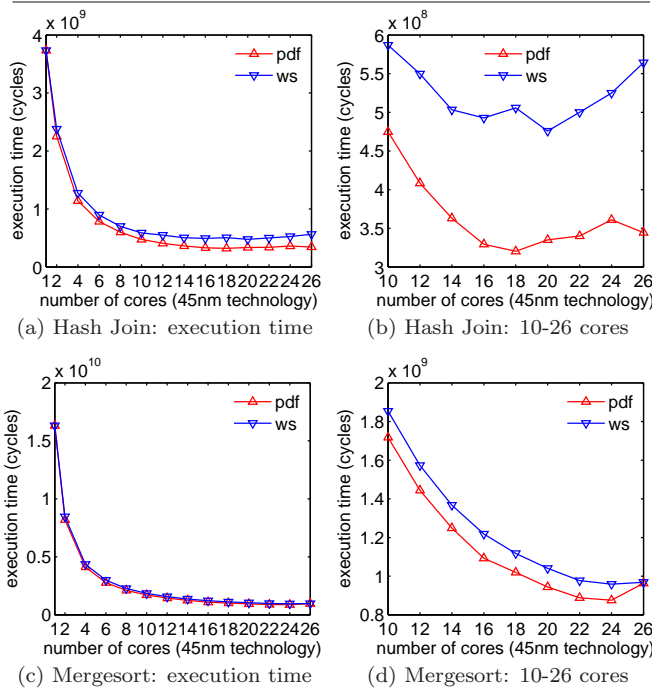 x 10^9
4
3
2
1
0
execution time (cycles)
pdf
ws
1 2 4 6 8 10 12 14 16 18 20 22 24 26
number of cores (45nm technology)
(a) Hash Join: execution time
x 10^8
6
5.5
5
4.5
4
3.5
3
execution time (cycles)
pdf
ws
10 12 14 16 18 20 22 24 26
number of cores (45nm technology)
(b) Hash Join: 10-26 cores
x 10^10
2
1.5
1
0.5
0
execution time (cycles)
pdf
ws
1 2 4 6 8 10 12 14 16 18 20 22 24 26
number of cores (45nm technology)
(c) Mergesort: execution time
x 10^9
2
1.8
1.6
1.4
1.2
1
0.8
execution time (cycles)
pdf
ws
10 12 14 16 18 20 22 24 26
number of cores (45nm technology)
(d) Mergesort: 10-26 cores